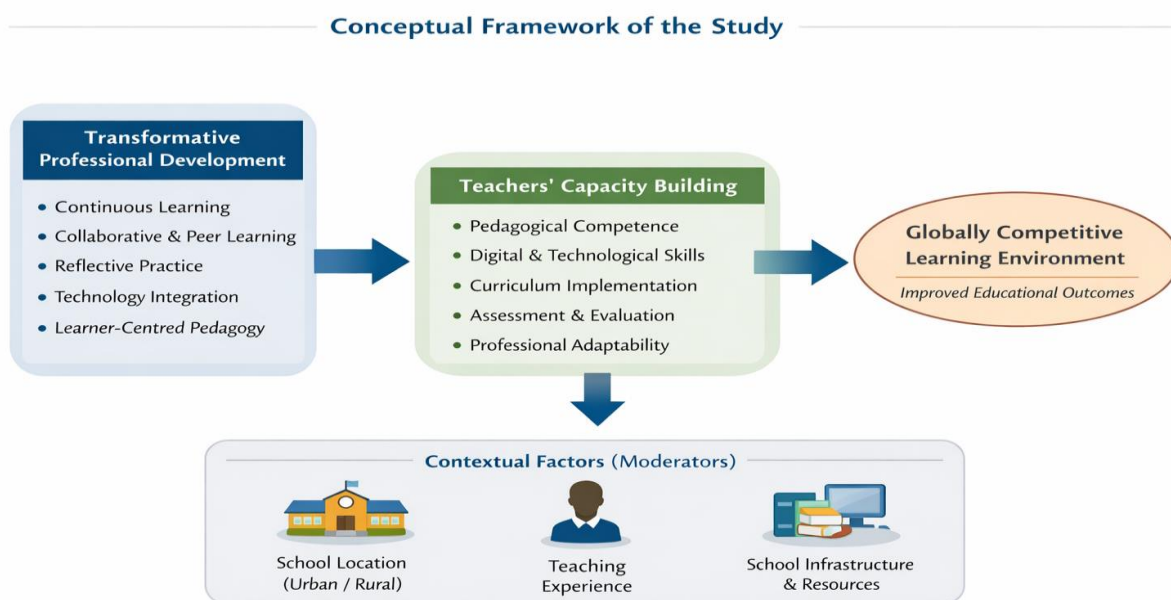 Conceptual Framework of the Study
Transformative
Professional Development
• Continuous Learning
• Collaborative & Peer Learning
• Reflective Practice
• Technology Integration
• Learner-Centred Pedagogy
Teachers' Capacity Building
• Pedagogical Competence
• Digital & Technological Skills
• Curriculum Implementation
• Assessment & Evaluation
• Professional Adaptability
Globally Competitive
Learning Environment
Improved Educational Outcomes
Contextual Factors (Moderators)
School Location
(Urban / Rural)
Teaching
Experience
School Infrastructure
& Resources